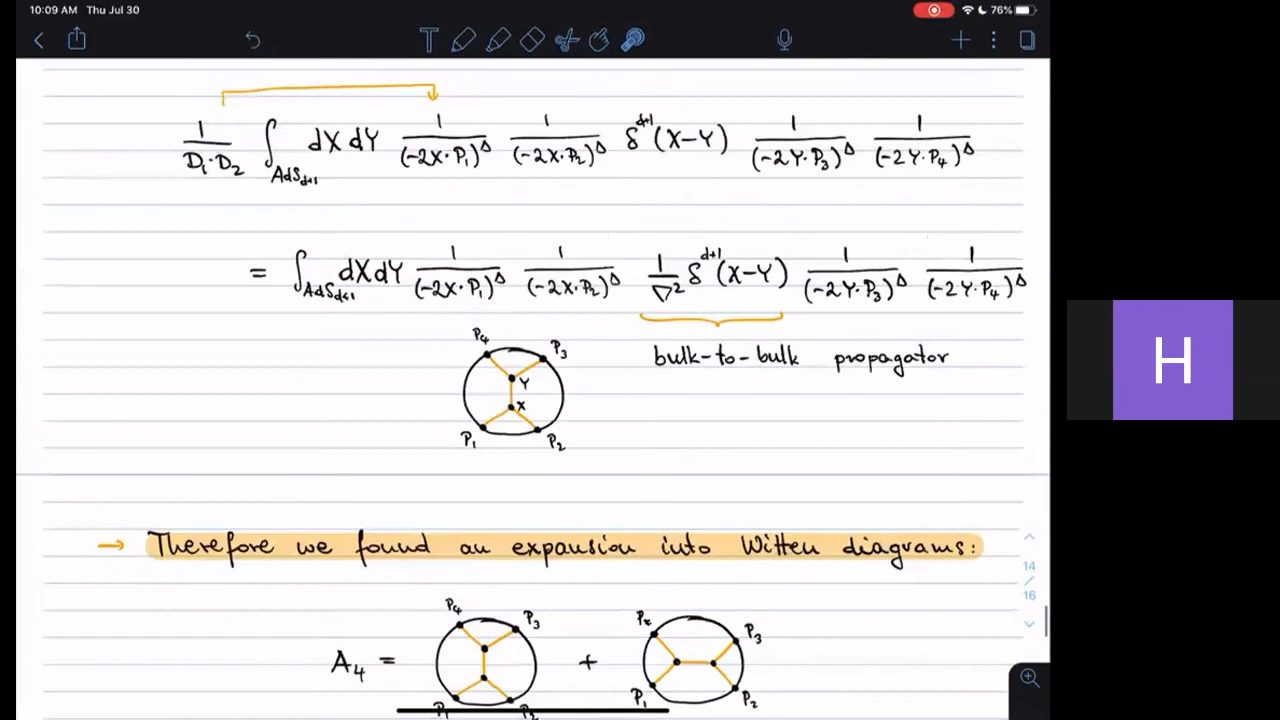 10:09 AM Thu Jul 30 76%
1/(D₁·D₂) ∫_{AdS_{d+1}} dX dY 1/(-2X·P₁)^Δ 1/(-2X·P₂)^Δ δ^{d+1}(X-Y) 1/(-2Y·P₃)^Δ 1/(-2Y·P₄)^Δ
= ∫_{AdS_{d+1}} dX dY 1/(-2X·P₁)^Δ 1/(-2X·P₂)^Δ 1/∇² δ^{d+1}(X-Y) 1/(-2Y·P₃)^Δ 1/(-2Y·P₄)^Δ
P₄ P₃
bulk-to-bulk propagator
Y
X
P₁ P₂
H
→ Therefore we found an expansion into Witten diagrams:
14
/
16
P₄ P₃ P₄ P₃
A₄ = +
P₁ P₂ P₁ P₂